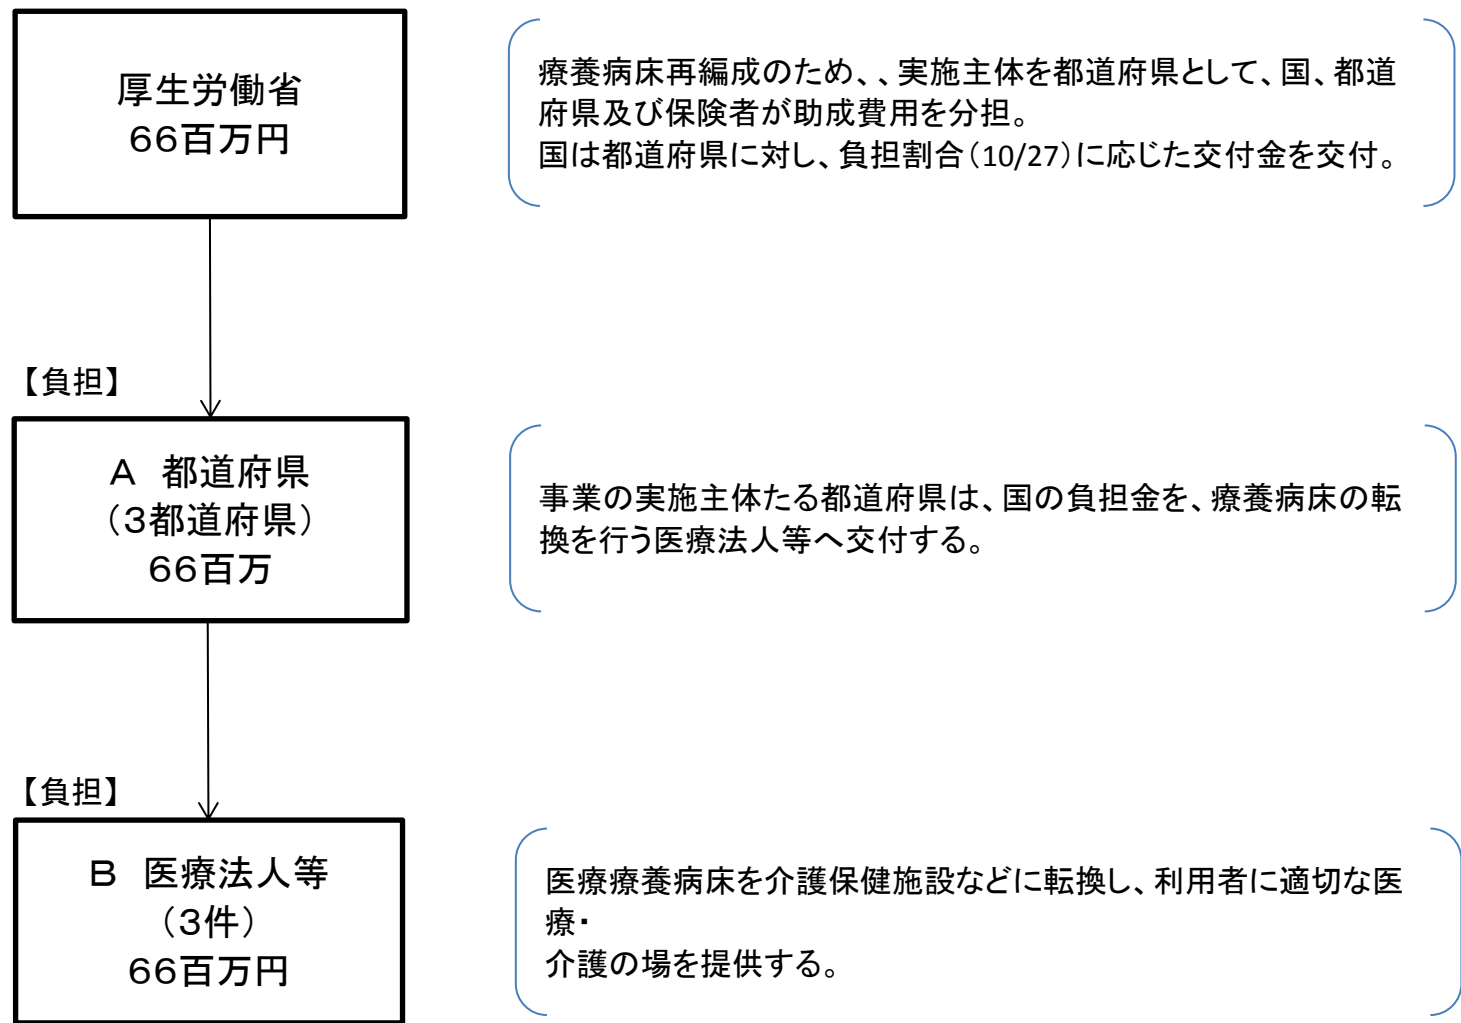 厚生労働省
66百万円
療養病床再編成のため、、実施主体を都道府県として、国、都道
府県及び保険者が助成費用を分担。
国は都道府県に対し、負担割合(10/27)に応じた交付金を交付。
【負担】
A 都道府県
(3都道府県)
66百万
事業の実施主体たる都道府県は、国の負担金を、療養病床の転
換を行う医療法人等へ交付する。
【負担】
B 医療法人等
(3件)
66百万円
医療療養病床を介護保健施設などに転換し、利用者に適切な医
療・
介護の場を提供する。